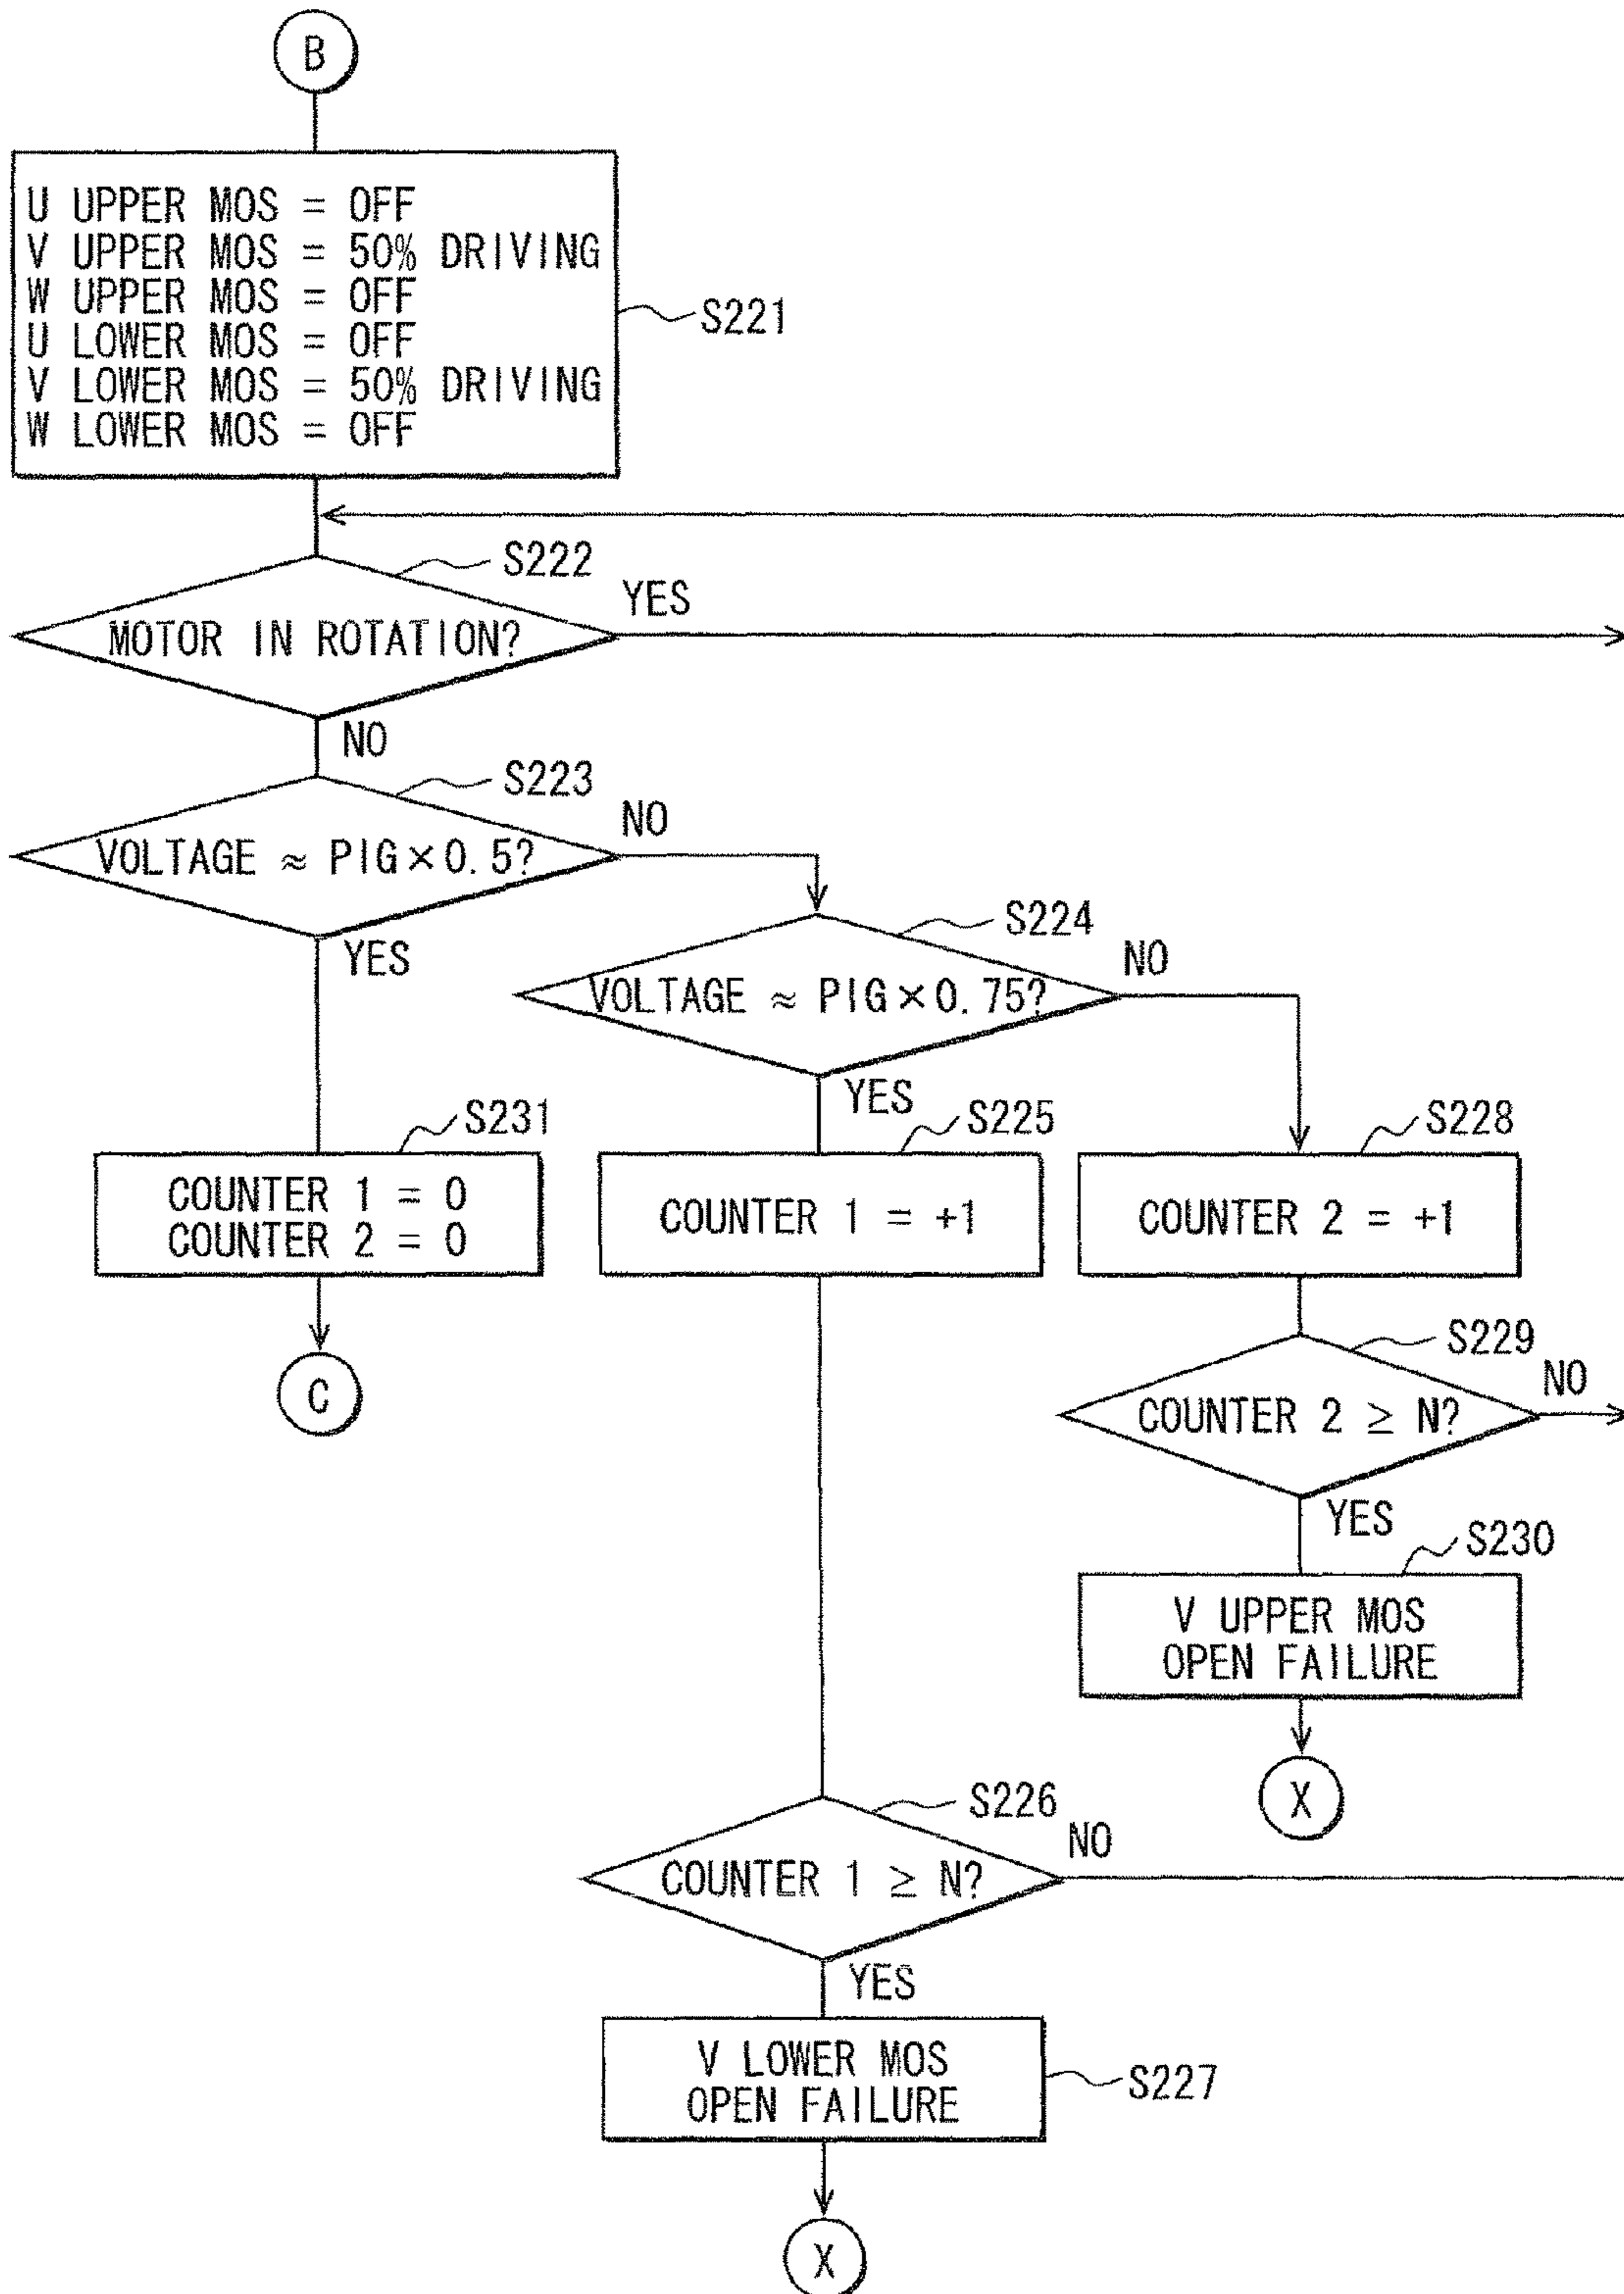 B
U UPPER MOS = OFF
V UPPER MOS = 50% DRIVING
W UPPER MOS = OFF
U LOWER MOS = OFF
V LOWER MOS = 50% DRIVING
W LOWER MOS = OFF
S221
S222
MOTOR IN ROTATION?
YES
NO
S223
VOLTAGE ≈ PIG×0.5?
NO
YES
S224
VOLTAGE ≈ PIG×0.75?
NO
YES
S231
COUNTER 1 = 0
COUNTER 2 = 0
C
S225
COUNTER 1 = +1
S228
COUNTER 2 = +1
S229
COUNTER 2 ≥ N?
NO
YES
S230
V UPPER MOS
OPEN FAILURE
X
S226
COUNTER 1 ≥ N?
NO
YES
V LOWER MOS
OPEN FAILURE
S227
X